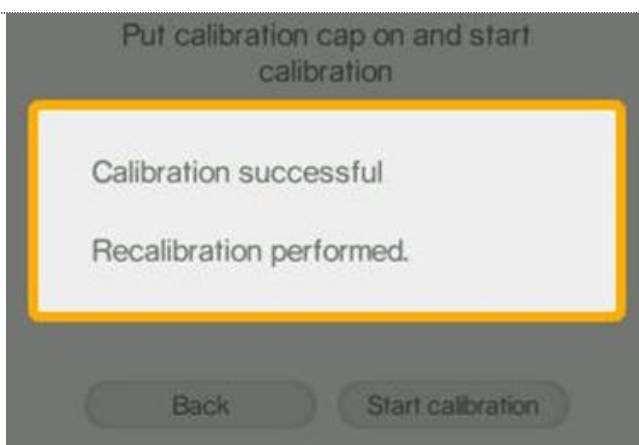 Put calibration cap on and start
calibration
Calibration successful
Recalibration performed.
Back
Start calibration